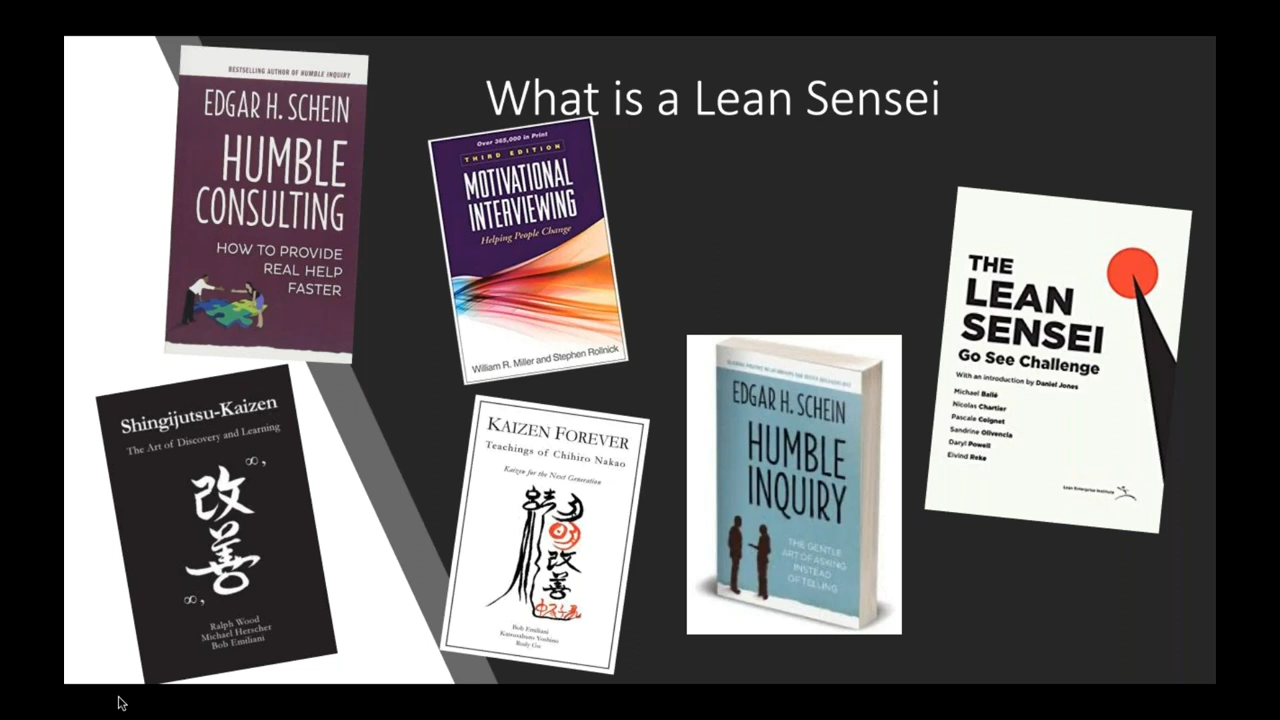 What is a Lean Sensei
BESTSELLING AUTHOR OF HUMBLE INQUIRY
EDGAR H. SCHEIN
HUMBLE
CONSULTING
HOW TO PROVIDE
REAL HELP
FASTER
Over 365,000 in Print
THIRD EDITION
MOTIVATIONAL
INTERVIEWING
Helping People Change
William R. Miller and Stephen Rollnick
THE
LEAN
SENSEI
Go See Challenge
With an introduction by Daniel Jones
Michael Ballé
Nicolas Chartier
Pascale Coignet
Sandrine Olivencia
Daryl Powell
Eivind Reke
Lean Enterprise Institute
Shingijutsu-Kaizen
The Art of Discovery and Learning
∞,
改
善
∞,
Ralph Wood
Michael Herscher
Bob Emiliani
KAIZEN FOREVER
Teachings of Chihiro Nakao
Kaizen for the Next Generation
改
善
Bob Emiliani
Katsusaburo Yoshino
Rudy Go
EDGAR H. SCHEIN
HUMBLE
INQUIRY
THE GENTLE
ART OF ASKING
INSTEAD
OF TELLING